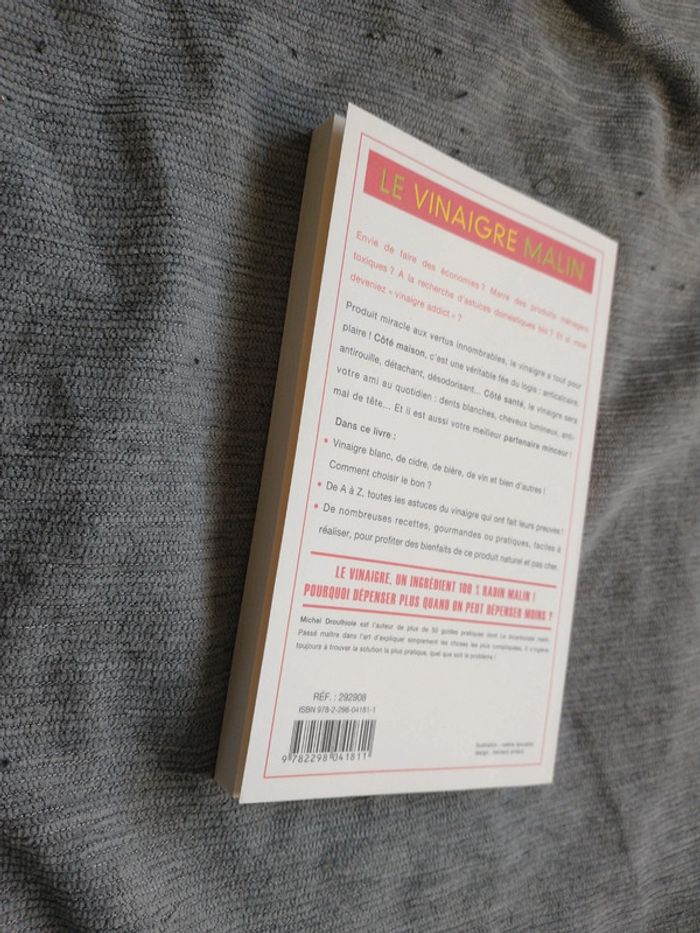 LE VINAIGRE MALIN
Envie de faire des économies ? Marre des produits ménagers
toxiques ? À la recherche d'astuces domestiques bio ? Et si vous
deveniez « vinaigre addict » ?
Produit miracle aux vertus innombrables, le vinaigre a tout pour
plaire ! Côté maison, c'est une véritable fée du logis : anticalcaire,
antirouille, détachant, désodorisant... Côté santé, le vinaigre sera
votre ami au quotidien : dents blanches, cheveux lumineux, anti-
mal de tête... Et il est aussi votre meilleur partenaire minceur !
Dans ce livre :
• Vinaigre blanc, de cidre, de bière, de vin et bien d'autres !
Comment choisir le bon ?
• De A à Z, toutes les astuces du vinaigre qui ont fait leurs preuves !
• De nombreuses recettes, gourmandes ou pratiques, faciles à
réaliser, pour profiter des bienfaits de ce produit naturel et pas cher.
LE VINAIGRE, UN INGRÉDIENT 100 % RADIN MALIN !
POURQUOI DÉPENSER PLUS QUAND ON PEUT DÉPENSER MOINS ?
Michel Droulhiole est l'auteur de plus de 50 guides pratiques dont Le bicarbonate malin.
Passé maître dans l'art d'expliquer simplement les choses les plus compliquées, il s'ingénie
toujours à trouver la solution la plus pratique, quel que soit le problème !
RÉF. : 292908
ISBN 978-2-298-04181-1
9 782298 041811
Illustration :
design :